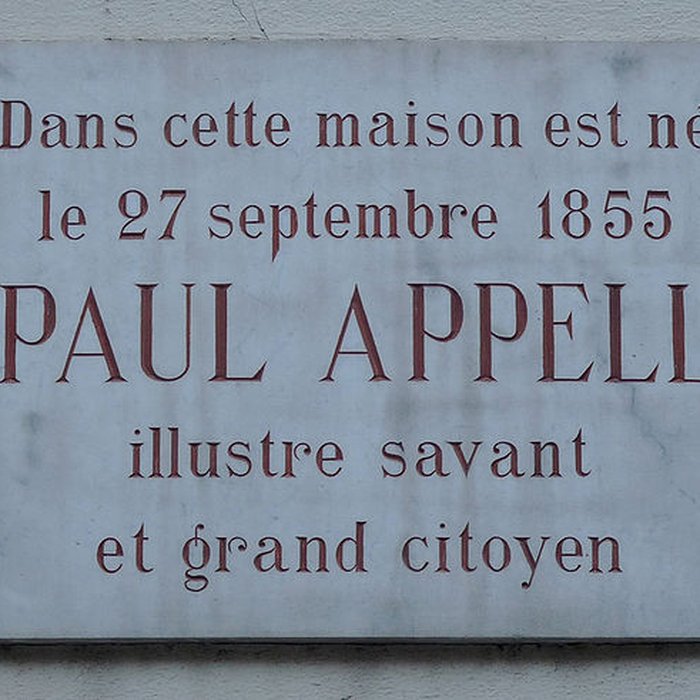 Dans cette maison est né
le 27 septembre 1855
PAUL APPELL
illustre savant
et grand citoyen